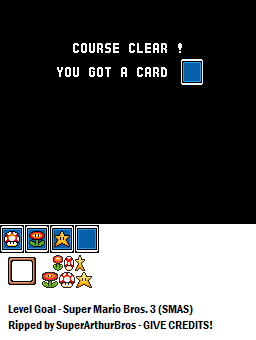 COURSE CLEAR !
YOU GOT A CARD
Level Goal - Super Mario Bros. 3 (SMAS)
Ripped by SuperArthurBros - GIVE CREDITS!